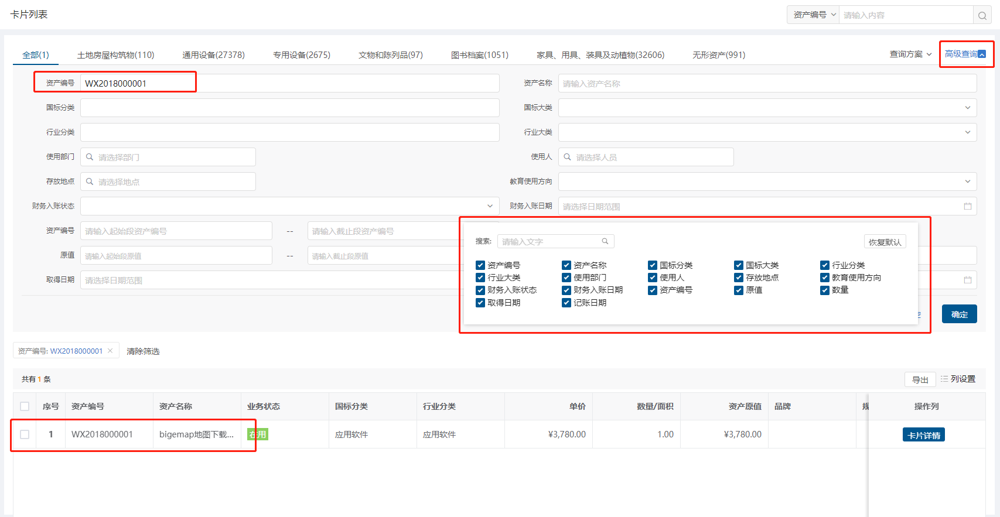 卡片列表
资产编号 请输入内容
全部(1) 土地房屋构筑物(110) 通用设备(27378) 专用设备(2675) 文物和陈列品(97) 图书档案(1051) 家具、用具、装具及动植物(32606) 无形资产(991) 查询方案 高级查询
资产编号 WX2018000001 资产名称 请输入资产名称
国标分类 国标大类
行业分类 行业大类
使用部门 请选择部门 使用人 请选择人员
存放地点 请选择地点 教育使用方向
财务入账状态 财务入账日期 请选择日期范围
资产编号 请输入起始段资产编号 -- 请输入截止段资产编号
原值 请输入起始段原值 -- 请输入截止段原值
取得日期 请选择日期范围
搜索: 请输入文字 恢复默认
资产编号 资产名称 国标分类 国标大类 行业分类
行业大类 使用部门 使用人 存放地点 教育使用方向
财务入账状态 财务入账日期 资产编号 原值 数量
取得日期 记账日期
确定
资产编号: WX2018000001 × 清除筛选
共有 1 条 导出 列设置
序号 资产编号 资产名称 业务状态 国标分类 行业分类 单价 数量/面积 资产原值 品牌 操作列
1 WX2018000001 bigemap地图下载... 在用 应用软件 应用软件 ¥3,780.00 1.00 ¥3,780.00 卡片详情